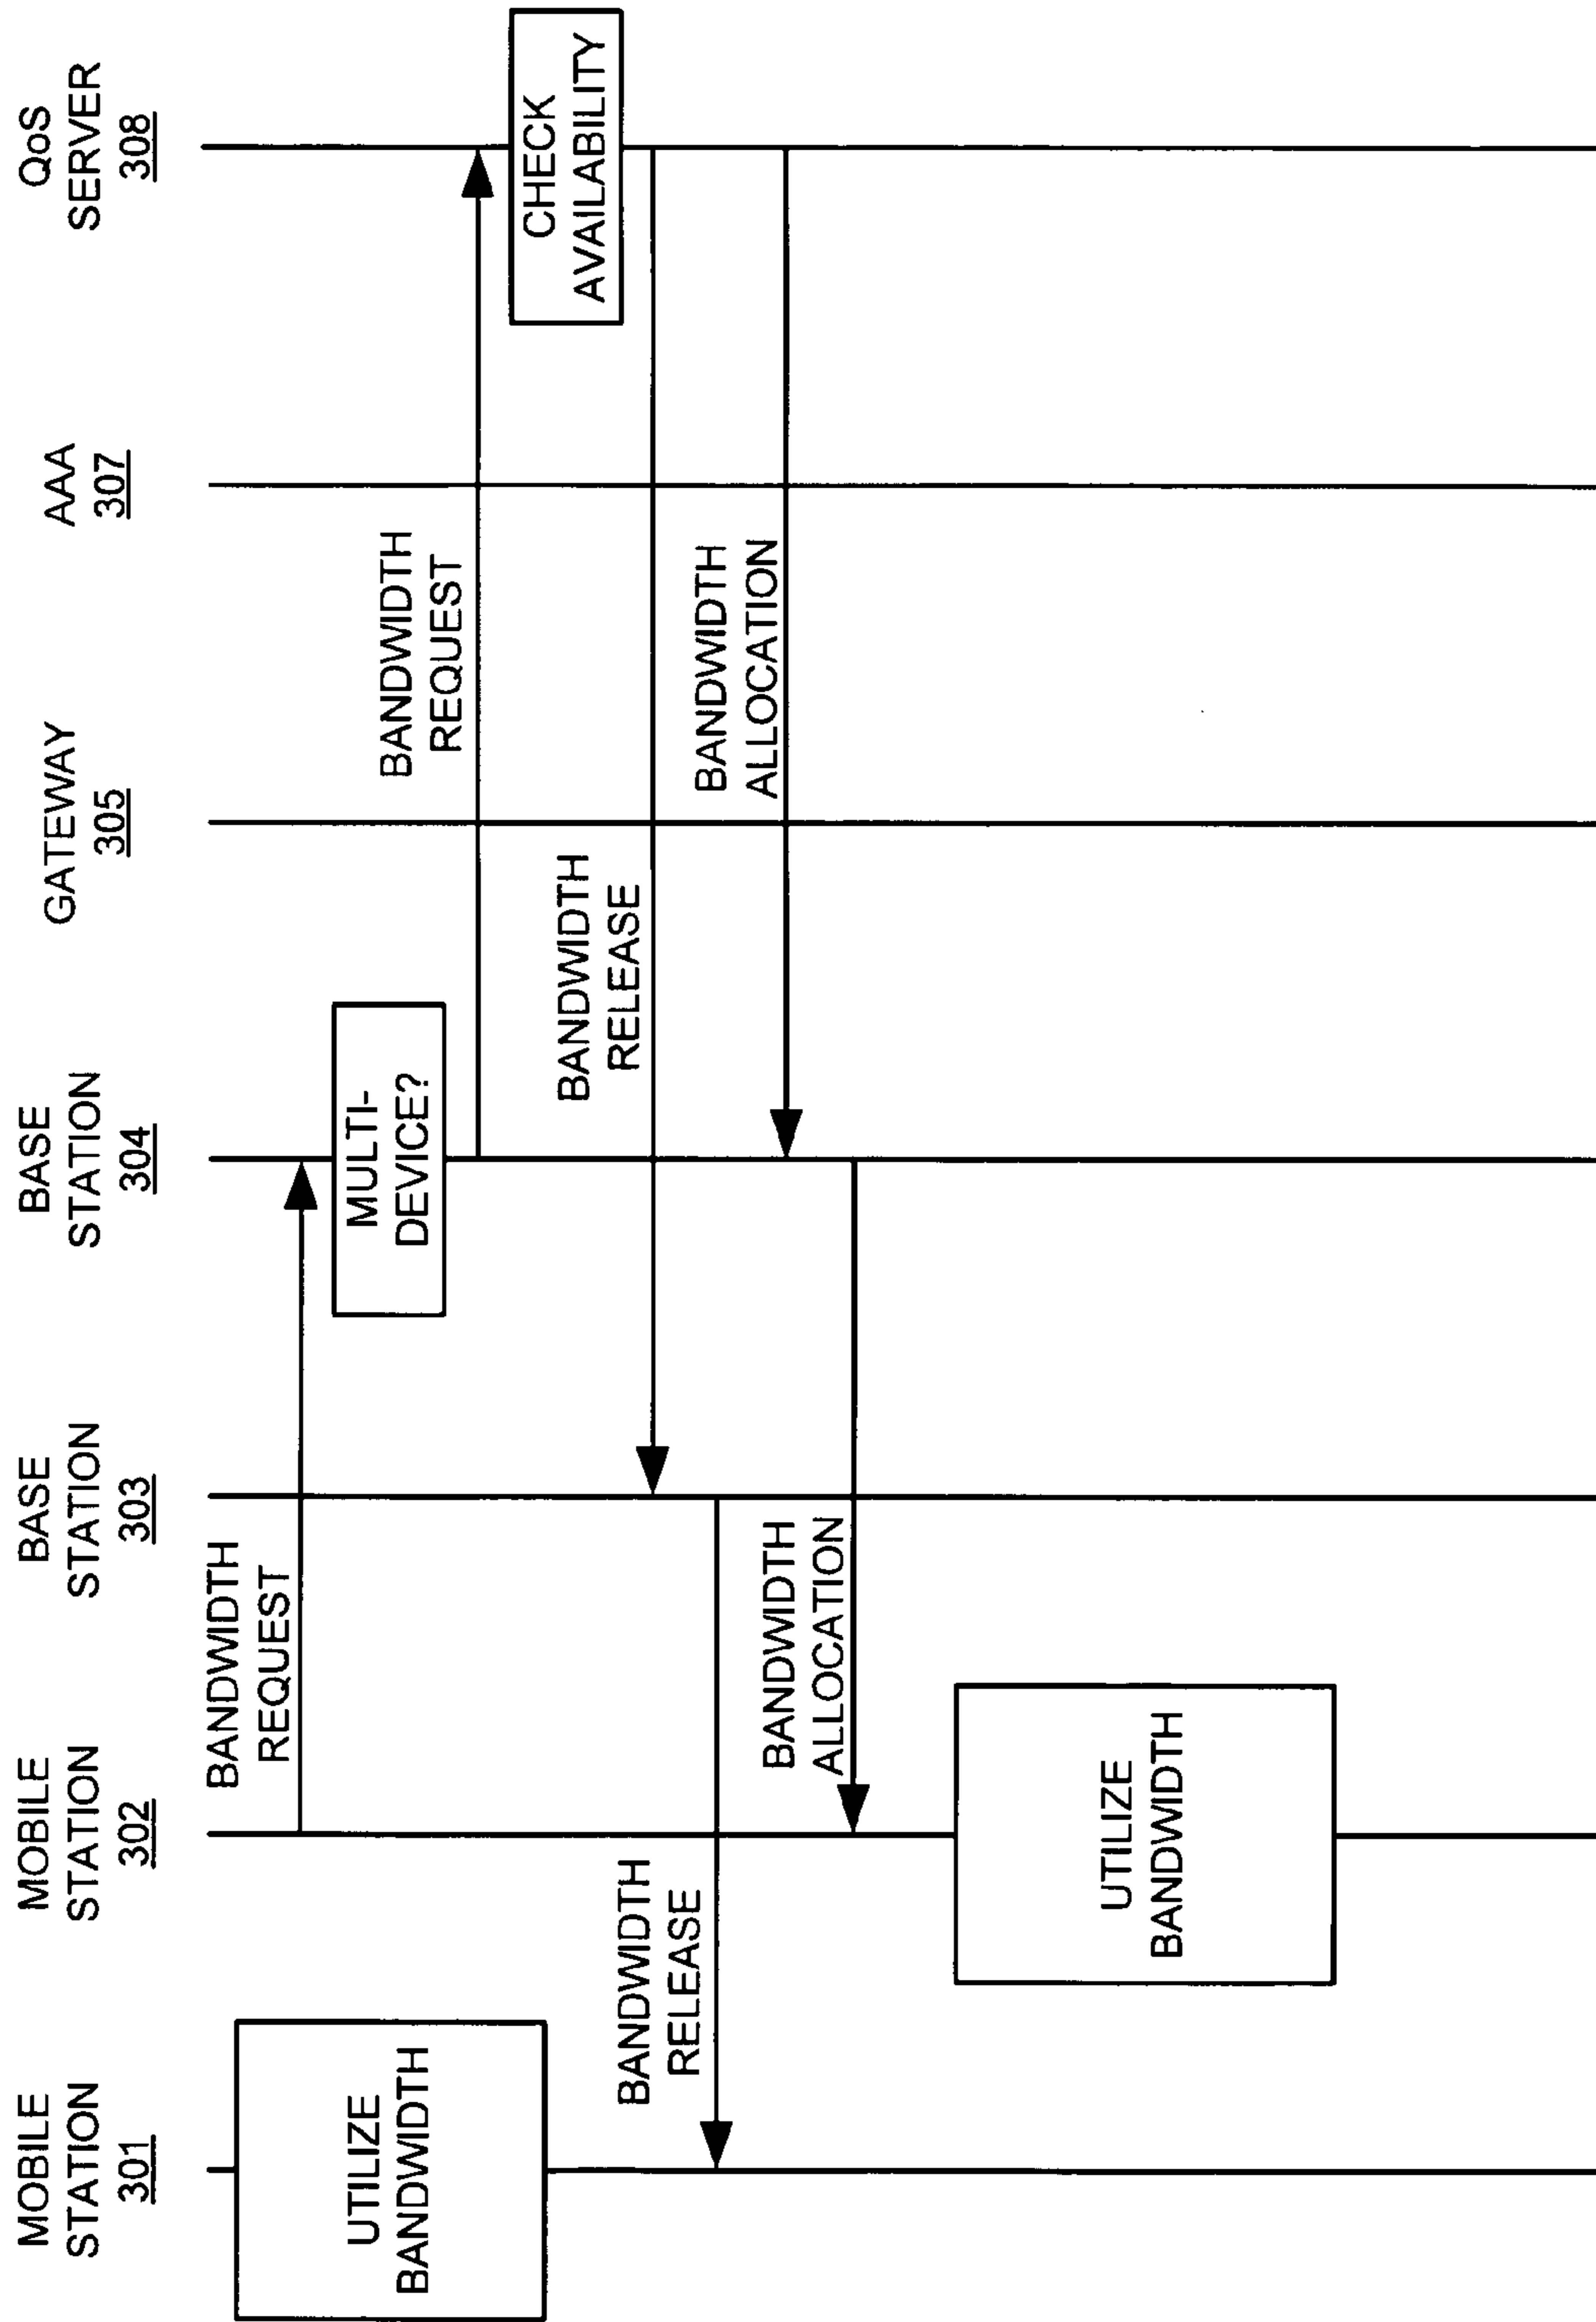 MOBILE
STATION
301
MOBILE
STATION
302
BASE
STATION
303
BASE
STATION
304
GATEWAY
305
AAA
307
QoS
SERVER
308
UTILIZE
BANDWIDTH
BANDWIDTH
REQUEST
MULTI-
DEVICE?
BANDWIDTH
REQUEST
CHECK
AVAILABILITY
BANDWIDTH
RELEASE
BANDWIDTH
RELEASE
BANDWIDTH
ALLOCATION
BANDWIDTH
ALLOCATION
UTILIZE
BANDWIDTH